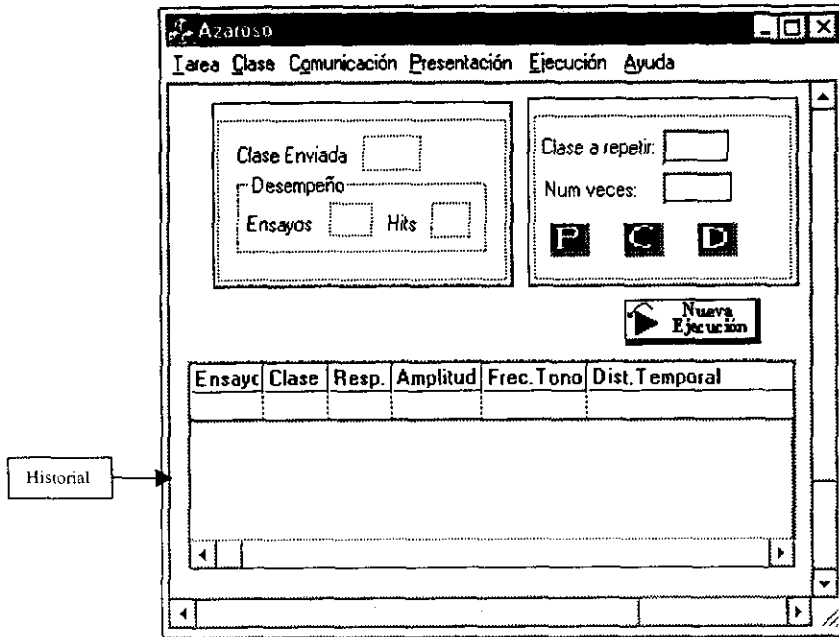 Azaroso
Tarea Clase Comunicación Presentación Ejecución Ayuda
Clase Enviada
Desempeño
Ensayos Hits
Clase a repetir:
Num veces:
P C D
Nueva
Ejecución
Ensayo Clase Resp. Amplitud Frec.Tono Dist.Temporal
Historial